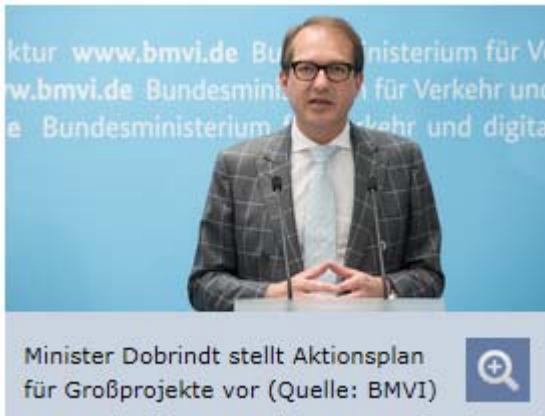 ktur www.bmvi.de Bu nisterium für V
w.bmvi.de Bundesmin für Verkehr und
e Bundesministerium kehr und digita
Minister Dobrindt stellt Aktionsplan
für Großprojekte vor (Quelle: BMVI)